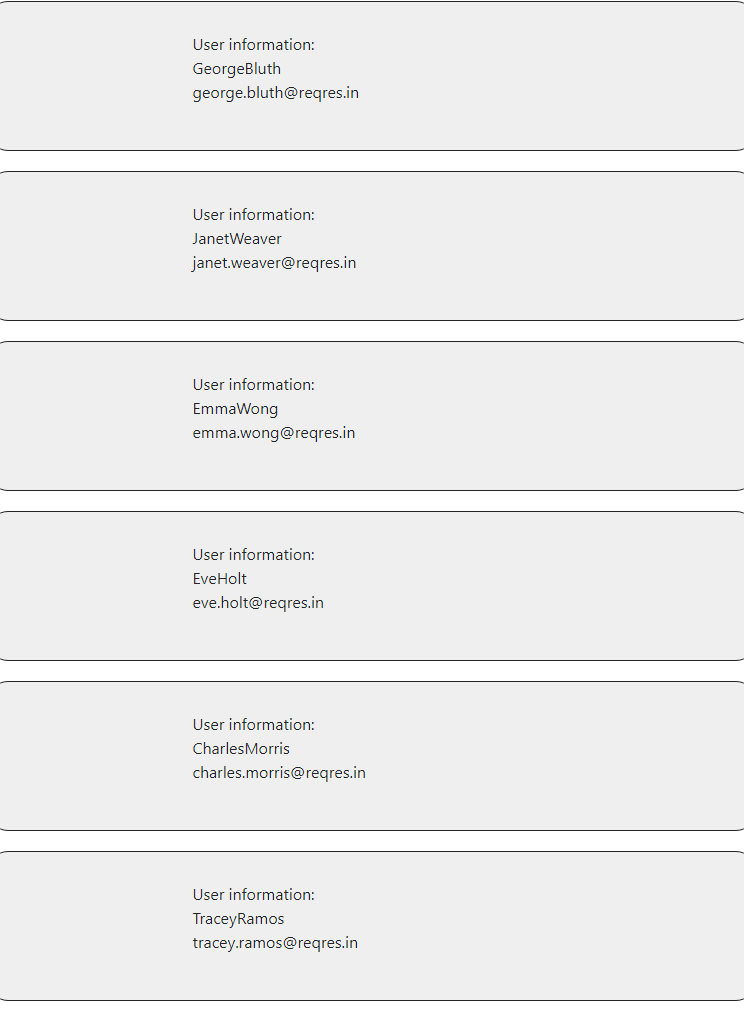 User information:
GeorgeBluth
george.bluth@reqres.in
User information:
JanetWeaver
janet.weaver@reqres.in
User information:
EmmaWong
emma.wong@reqres.in
User information:
EveHolt
eve.holt@reqres.in
User information:
CharlesMorris
charles.morris@reqres.in
User information:
TraceyRamos
tracey.ramos@reqres.in